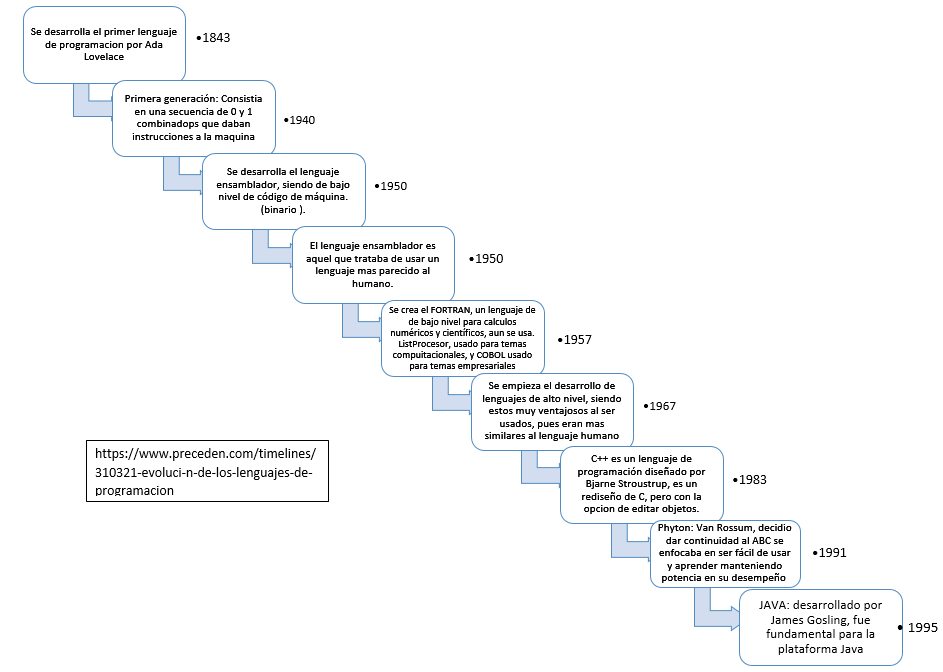 Se desarrolla el primer lenguaje
de programacion por Ada
Lovelace
•1843
Primera generación: Consistia
en una secuencia de 0 y 1
combinadops que daban
instrucciones a la maquina
•1940
Se desarrolla el lenguaje
ensamblador, siendo de bajo
nivel de código de máquina.
(binario ).
•1950
El lenguaje ensamblador es
aquel que trataba de usar un
lenguaje mas parecido al
humano.
•1950
Se crea el FORTRAN, un lenguaje de
de bajo nivel para calculos
numéricos y científicos, aun se usa.
ListProcesor, usado para temas
compuitacionales, y COBOL usado
para temas empresariales
•1957
Se empieza el desarrollo de
lenguajes de alto nivel, siendo
estos muy ventajosos al ser
usados, pues eran mas
similares al lenguaje humano
•1967
https://www.preceden.com/timelines/
310321-evoluci-n-de-los-lenguajes-de-
programacion
C++ es un lenguaje de
programación diseñado por
Bjarne Stroustrup, es un
rediseño de C, pero con la
opcion de editar objetos.
•1983
Phyton: Van Rossum, decidio
dar continuidad al ABC se
enfocaba en ser fácil de usar
y aprender manteniendo
potencia en su desempeño
•1991
JAVA: desarrollado por
James Gosling, fue
fundamental para la
plataforma Java
• 1995